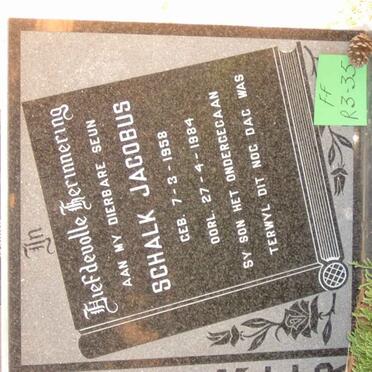 In
Liefdevolle Herinnering
AAN MY DIERBARE SEUN
SCHALK JACOBUS
GEB. 7-3-1958
OORL. 27-4-1984
SY SON HET ONDERGEGAAN
TERWYL DIT NOG DAG WAS
FF
R3-35